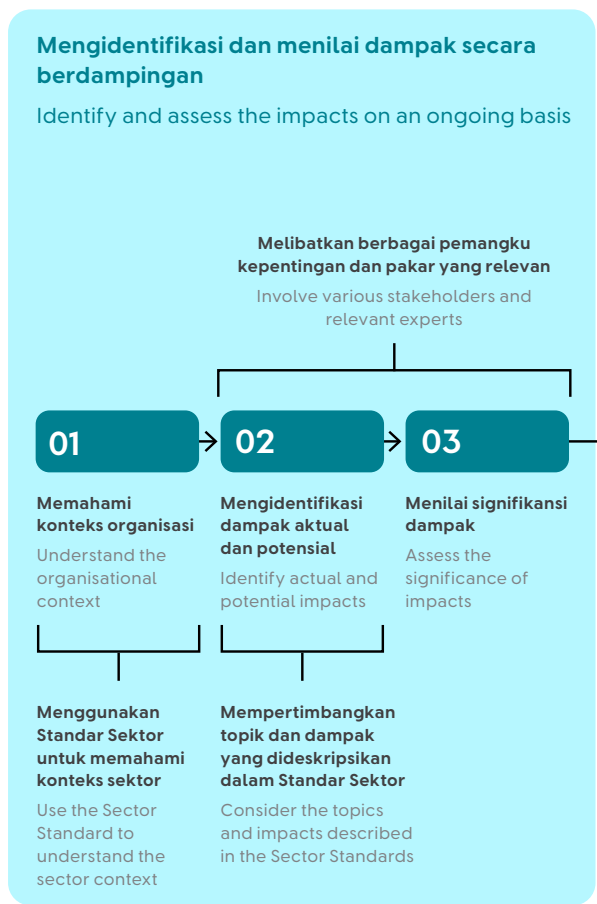 Mengidentifikasi dan menilai dampak secara
berdampingan
Identify and assess the impacts on an ongoing basis
Melibatkan berbagai pemangku
kepentingan dan pakar yang relevan
Involve various stakeholders and
relevant experts
01
02
03
Memahami
konteks organisasi
Understand the
organisational
context
Mengidentifikasi
dampak aktual
dan potensial
Identify actual and
potential impacts
Menilai signifikansi
dampak
Assess the
significance of
impacts
Menggunakan
Standar Sektor
untuk memahami
konteks sektor
Use the Sector
Standard to
understand the
sector context
Mempertimbangkan
topik dan dampak
yang dideskripsikan
dalam Standar Sektor
Consider the topics
and impacts described
in the Sector Standards